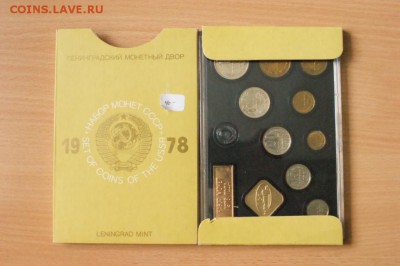 COINS.LAVE.RU
ЛЕНИНГРАДСКИЙ МОНЕТНЫЙ ДВОР
НАБОР МОНЕТ СССР
19 78
SET OF COINS OF THE USSR
LENINGRAD MINT